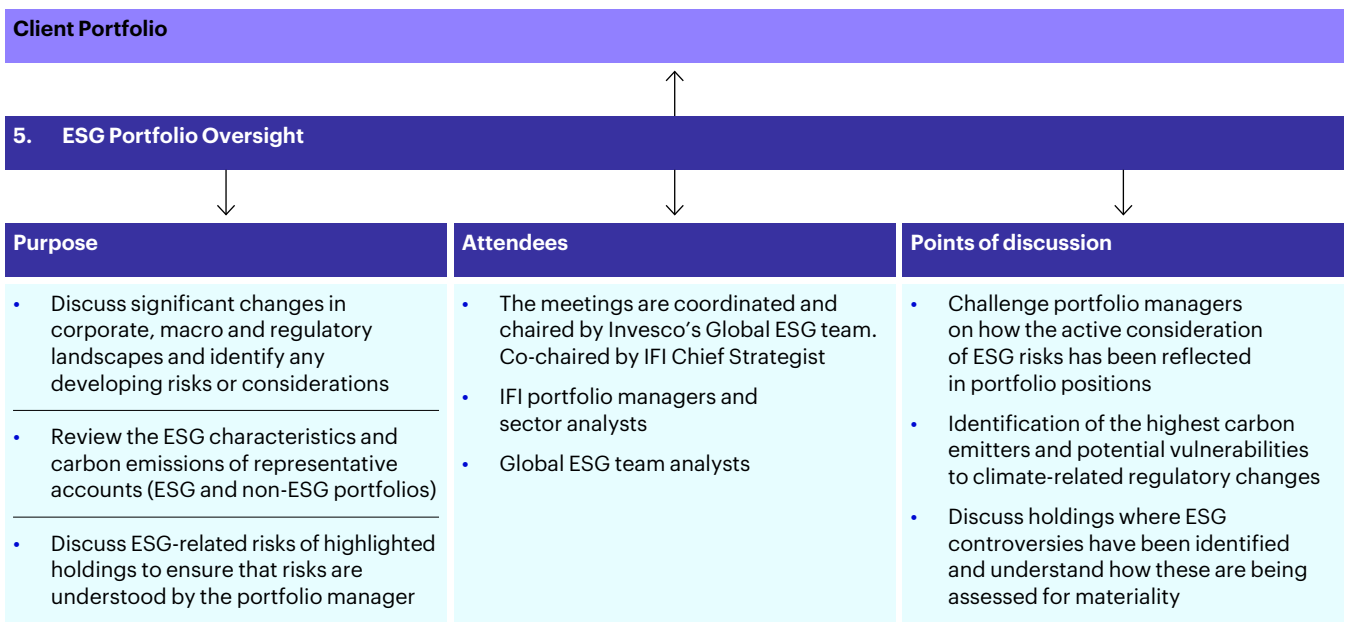 Client Portfolio
5. ESG Portfolio Oversight
Purpose
• Discuss significant changes in
corporate, macro and regulatory
landscapes and identify any
developing risks or considerations
• Review the ESG characteristics and
carbon emissions of representative
accounts (ESG and non-ESG portfolios)
• Discuss ESG-related risks of highlighted
holdings to ensure that risks are
understood by the portfolio manager
Attendees
• The meetings are coordinated and
chaired by Invesco’s Global ESG team.
Co-chaired by IFI Chief Strategist
• IFI portfolio managers and
sector analysts
• Global ESG team analysts
Points of discussion
• Challenge portfolio managers
on how the active consideration
of ESG risks has been reflected
in portfolio positions
• Identification of the highest carbon
emitters and potential vulnerabilities
to climate-related regulatory changes
• Discuss holdings where ESG
controversies have been identified
and understand how these are being
assessed for materiality